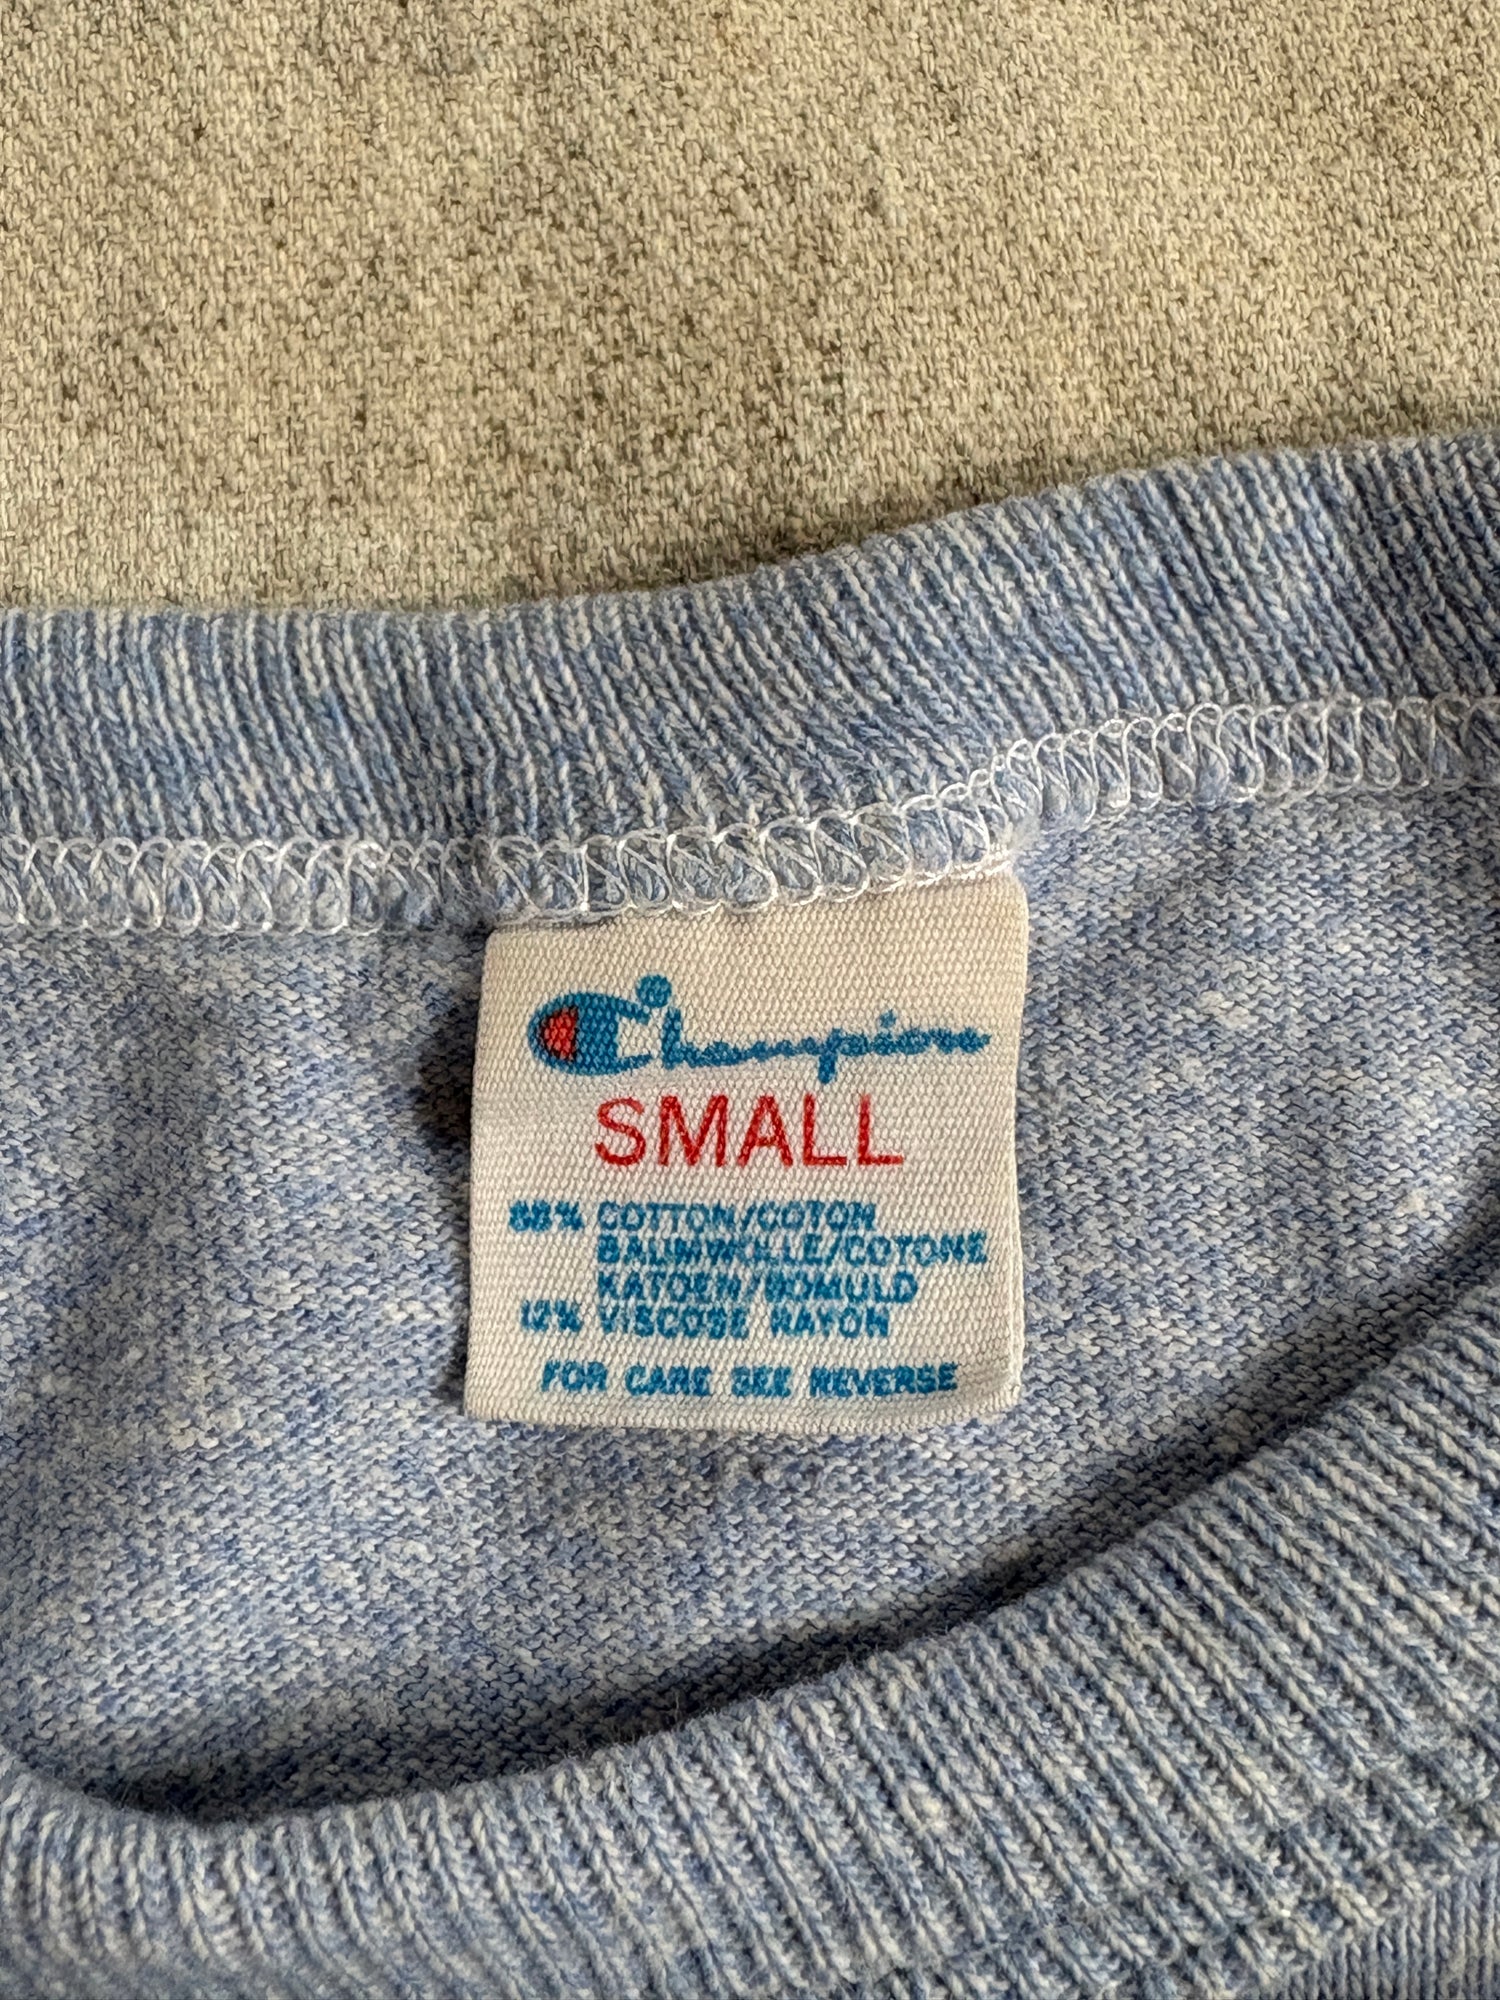 Champion
SMALL
88% COTTON/COTON
BAUMWOLLE/COTONE
KATOEN/BOMULD
12% VISCOSE RAYON
FOR CARE SEE REVERSE